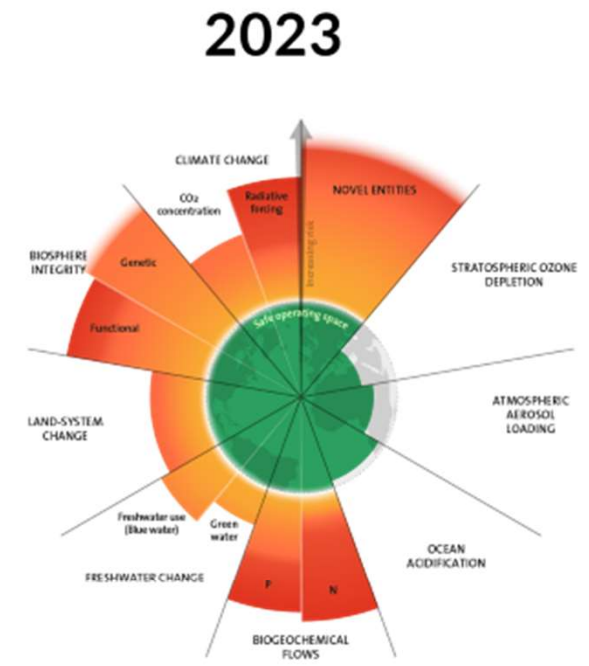 2023
CLIMATE CHANGE
CO₂
concentration
Radiative
forcing
NOVEL ENTITIES
Increasing risk
BIOSPHERE
INTEGRITY
Genetic
Functional
STRATOSPHERIC OZONE
DEPLETION
Safe operating space
ATMOSPHERIC
AEROSOL
LOADING
LAND-SYSTEM
CHANGE
Freshwater use
(Blue water)
Green
water
FRESHWATER CHANGE
OCEAN
ACIDIFICATION
P
N
BIOGEOCHEMICAL
FLOWS